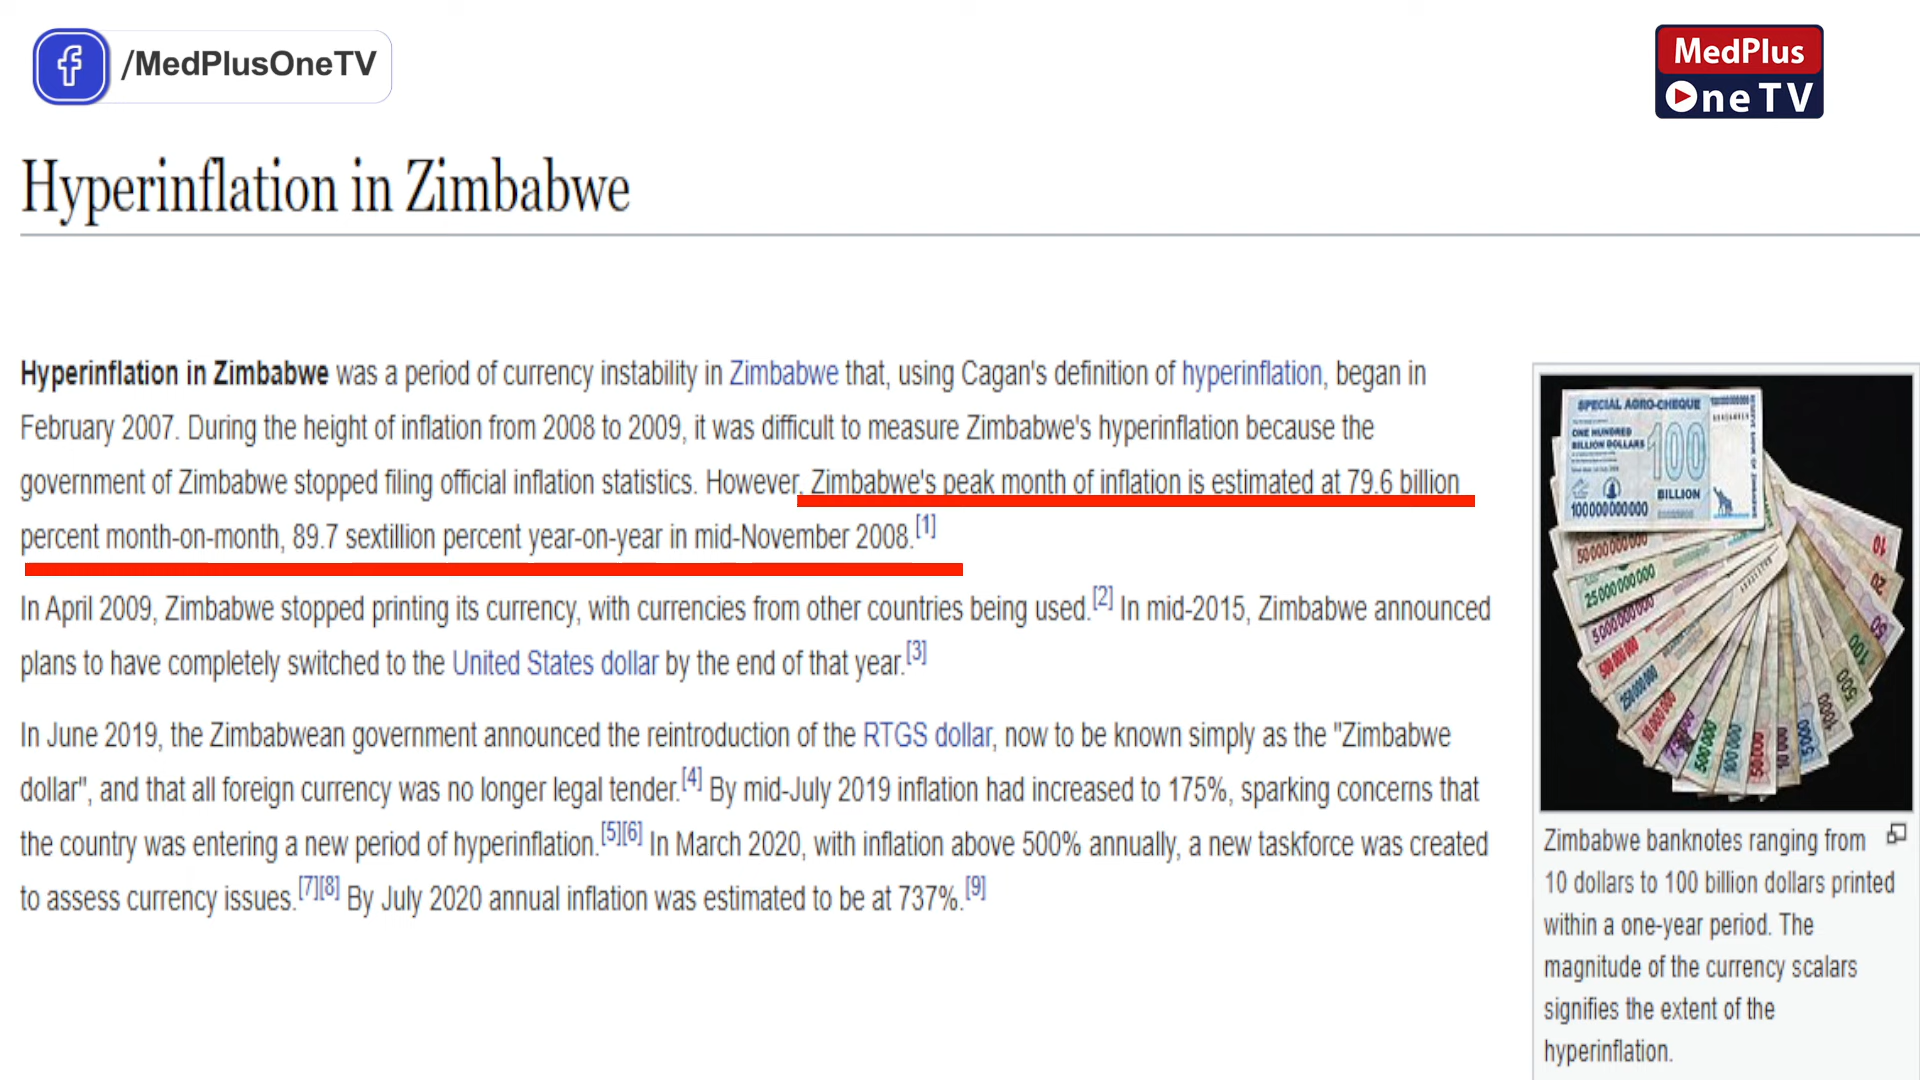 /MedPlusOneTV
MedPlus
OneTV
Hyperinflation in Zimbabwe
Hyperinflation in Zimbabwe was a period of currency instability in Zimbabwe that, using Cagan's definition of hyperinflation, began in
February 2007. During the height of inflation from 2008 to 2009, it was difficult to measure Zimbabwe's hyperinflation because the
government of Zimbabwe stopped filing official inflation statistics. However, Zimbabwe's peak month of inflation is estimated at 79.6 billion
percent month-on-month, 89.7 sextillion percent year-on-year in mid-November 2008.[1]
In April 2009, Zimbabwe stopped printing its currency, with currencies from other countries being used.[2] In mid-2015, Zimbabwe announced
plans to have completely switched to the United States dollar by the end of that year.[3]
In June 2019, the Zimbabwean government announced the reintroduction of the RTGS dollar, now to be known simply as the "Zimbabwe
dollar", and that all foreign currency was no longer legal tender.[4] By mid-July 2019 inflation had increased to 175%, sparking concerns that
the country was entering a new period of hyperinflation.[5][6] In March 2020, with inflation above 500% annually, a new taskforce was created
to assess currency issues.[7][8] By July 2020 annual inflation was estimated to be at 737%.[9]
SPECIAL AGRO-CHEQUE
ONE HUNDRED
BILLION DOLLARS
100
BILLION
100000000000
50000000000
25000000000
5000000000
500000000
250000000
10
20
50
100
500
Zimbabwe banknotes ranging from
10 dollars to 100 billion dollars printed
within a one-year period. The
magnitude of the currency scalars
signifies the extent of the
hyperinflation.